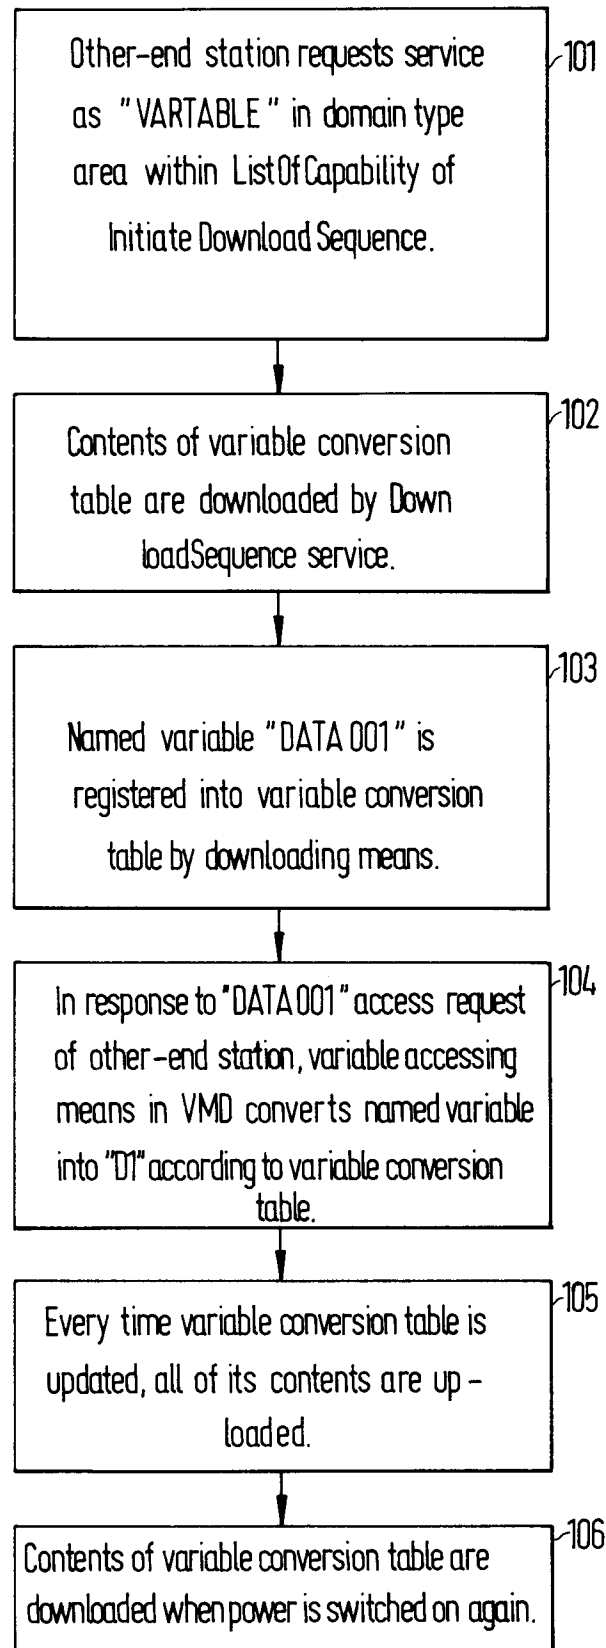 Other-end station requests service
101
as "VARTABLE" in domain type
area within ListOfCapability of
Initiate Download Sequence.
102
Contents of variable conversion
table are downloaded by Down
loadSequence service.
103
Named variable "DATA 001" is
registered into variable conversion
table by downloading means.
104
In response to "DATA 001" access request
of other-end station, variable accessing
means in VMD converts named variable
into "D1" according to variable conversion
table.
105
Every time variable conversion table is
updated, all of its contents are up-
loaded.
106
Contents of variable conversion table are
downloaded when power is switched on again.